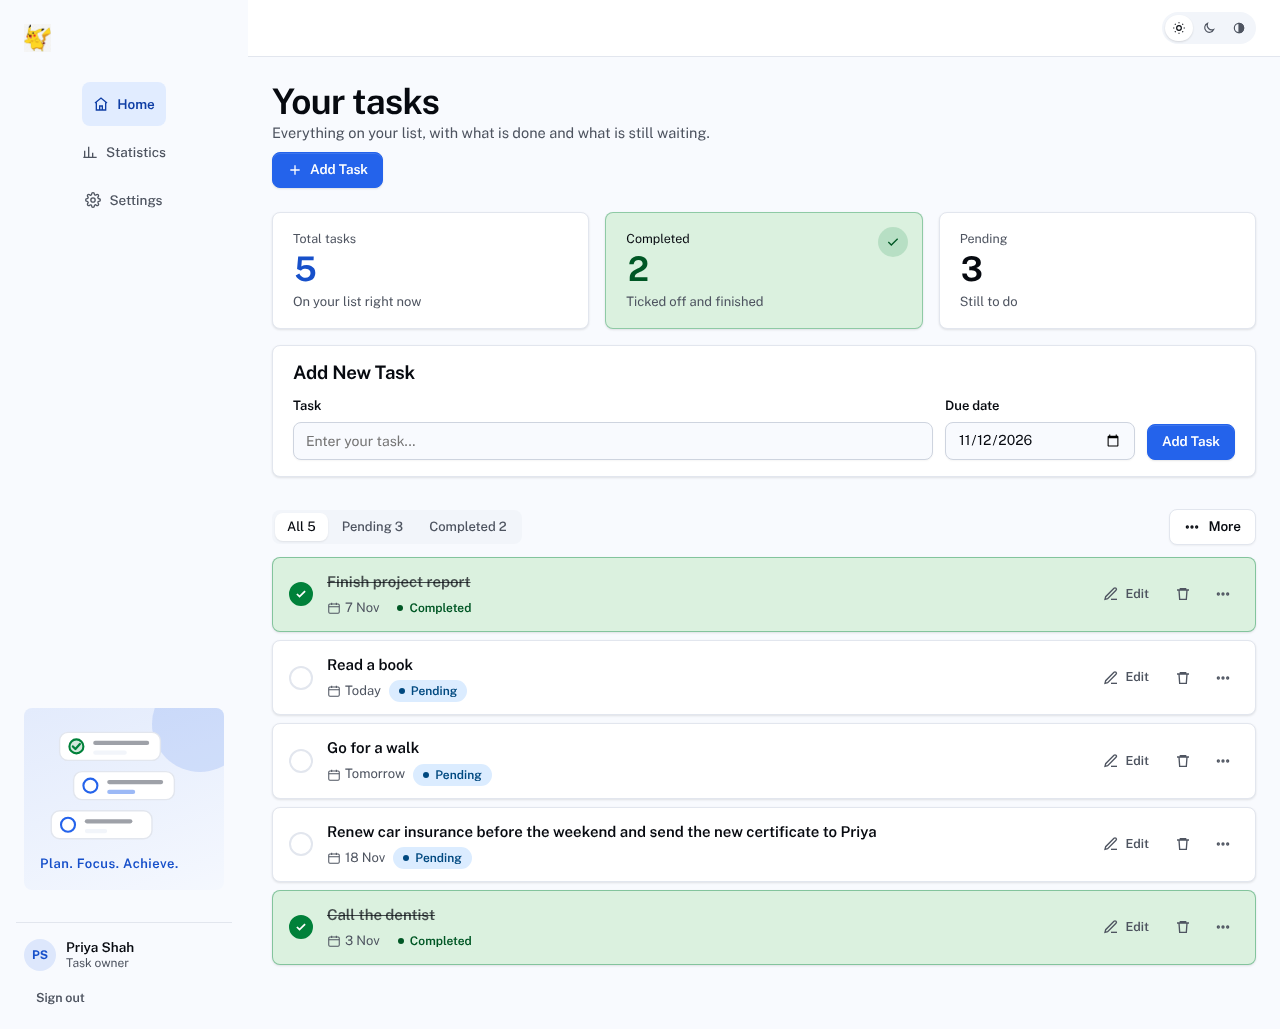 Home
Statistics
Settings
Plan. Focus. Achieve.
PS
Priya Shah
Task owner
Sign out
Your tasks
Everything on your list, with what is done and what is still waiting.
Add Task
Total tasks
5
On your list right now
Completed
2
Ticked off and finished
Pending
3
Still to do
Add New Task
Task
Due date
Enter your task...
11/12/2026
Add Task
All 5
Pending 3
Completed 2
More
Finish project report
7 Nov
Completed
Edit
Read a book
Today
Pending
Edit
Go for a walk
Tomorrow
Pending
Edit
Renew car insurance before the weekend and send the new certificate to Priya
18 Nov
Pending
Edit
Call the dentist
3 Nov
Completed
Edit